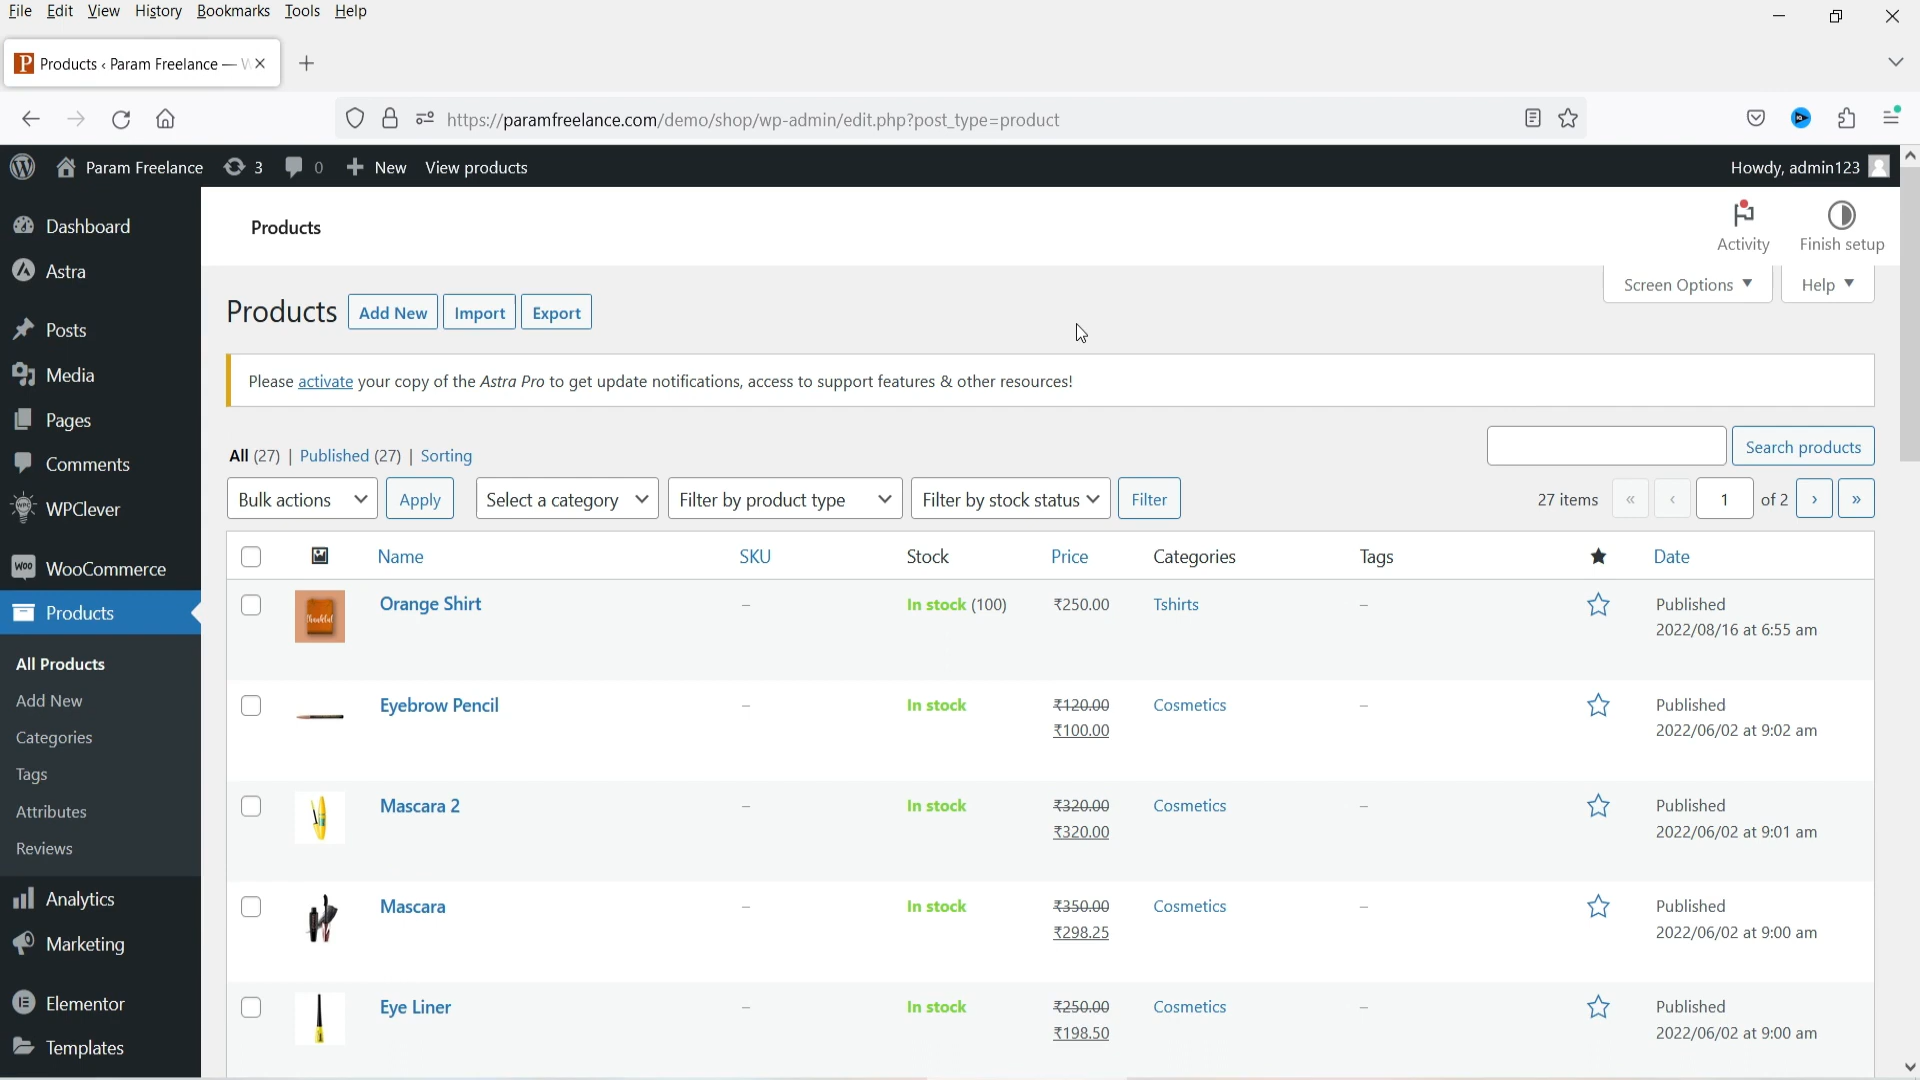 File Edit View History Bookmarks Tools Help
Products ‹ Param Freelance — W
https://paramfreelance.com/demo/shop/wp-admin/edit.php?post_type=product
Param Freelance 3 0 New View products Howdy, admin123
Products
Activity
Finish setup
Screen Options
Help
Products Add New Import Export
Please activate your copy of the Astra Pro to get update notifications, access to support features & other resources!
All (27) | Published (27) | Sorting
Search products
Bulk actions Apply Select a category Filter by product type Filter by stock status Filter 27 items « ‹ 1 of 2 › »
Name SKU Stock Price Categories Tags Date
Orange Shirt – In stock (100) ₹250.00 Tshirts – Published
2022/08/16 at 6:55 am
Eyebrow Pencil – In stock ₹120.00 Cosmetics – Published
₹100.00 2022/06/02 at 9:02 am
Mascara 2 – In stock ₹320.00 Cosmetics – Published
₹320.00 2022/06/02 at 9:01 am
Mascara – In stock ₹350.00 Cosmetics – Published
₹298.25 2022/06/02 at 9:00 am
Eye Liner – In stock ₹250.00 Cosmetics – Published
₹198.50 2022/06/02 at 9:00 am
Dashboard
Astra
Posts
Media
Pages
Comments
WPClever
WooCommerce
Products
All Products
Add New
Categories
Tags
Attributes
Reviews
Analytics
Marketing
Elementor
Templates